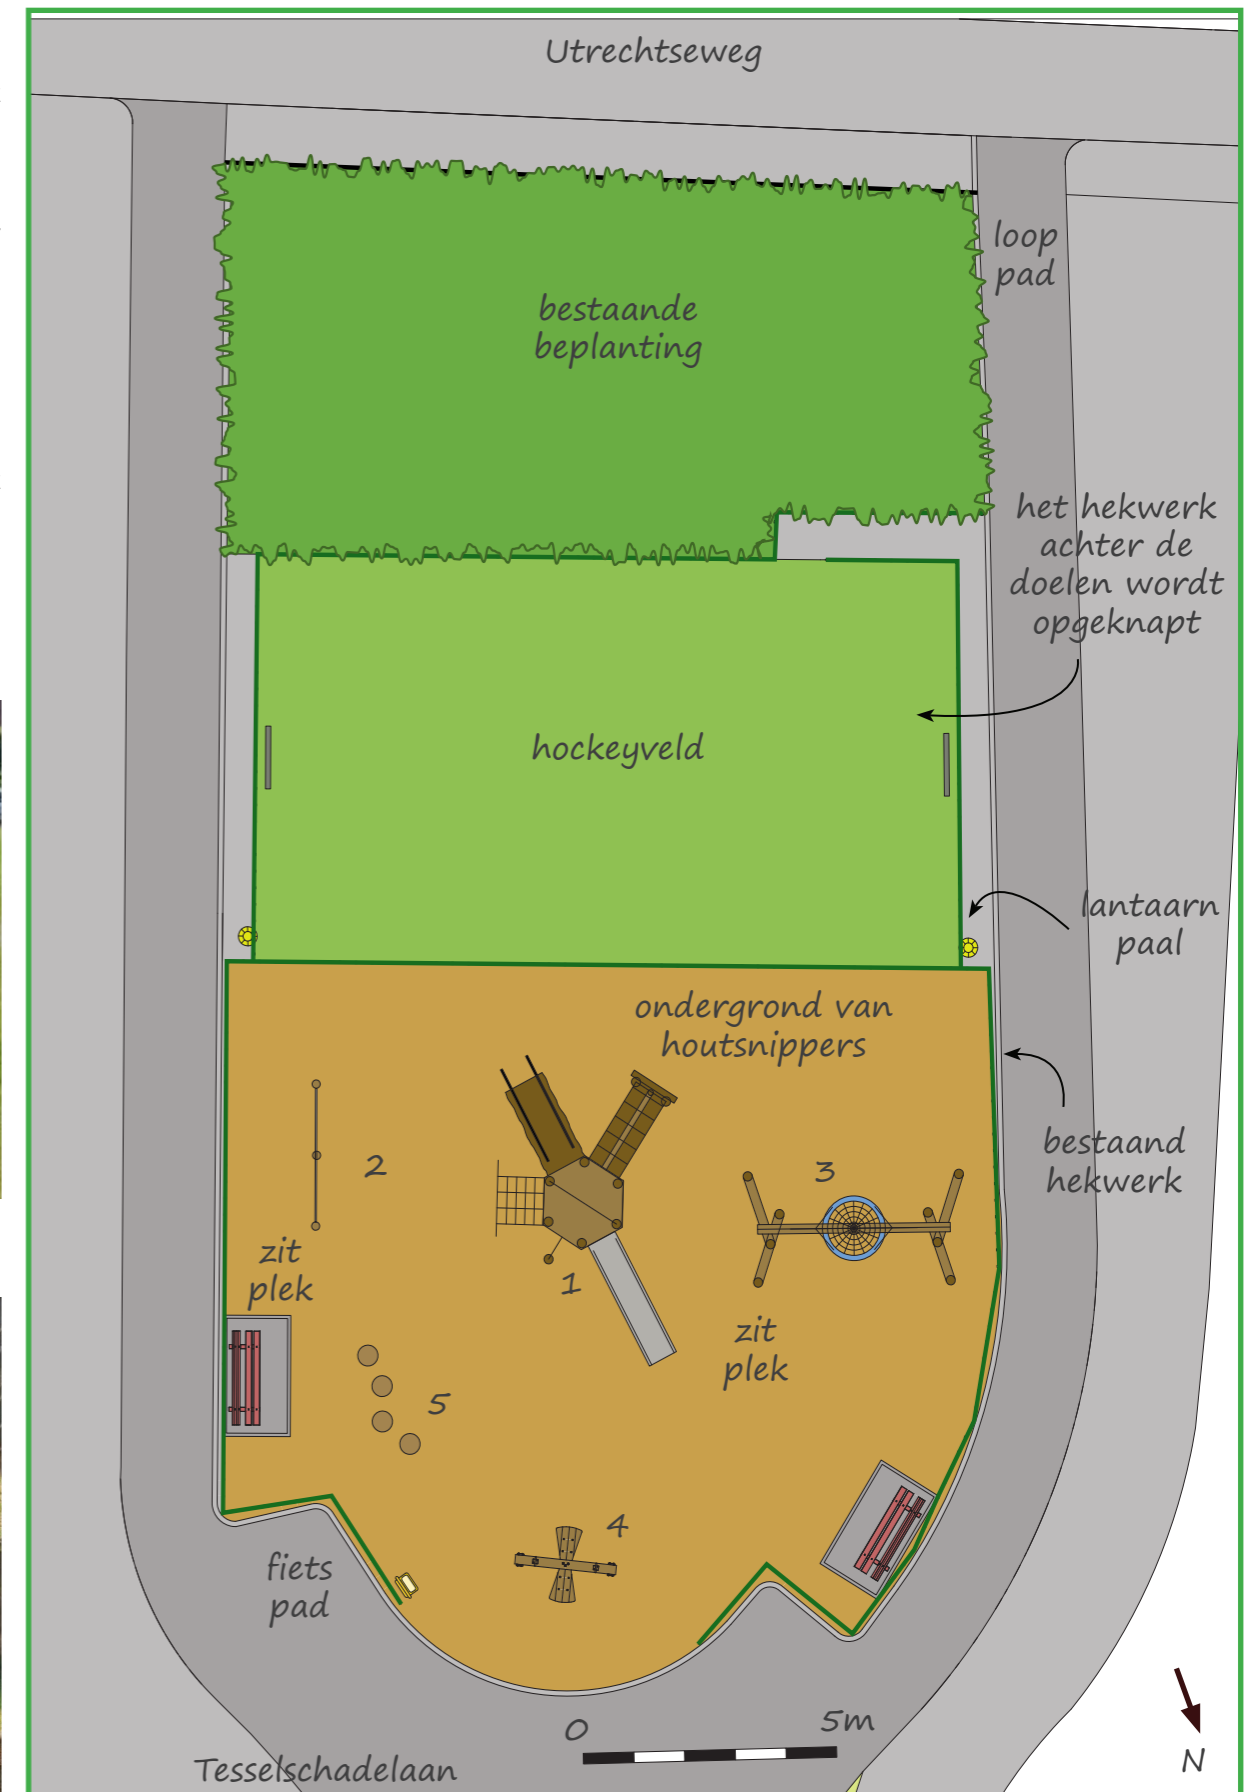 Utrechtseweg
loop
pad
bestaande
beplanting
het hekwerk
achter de
doelen wordt
opgeknapt
hockeyveld
lantaarn
paal
ondergrond van
houtsnippers
bestaand
hekwerk
2
3
zit
plek
1
zit
plek
5
4
fiets
pad
0
5m
Tesselschadelaan
N